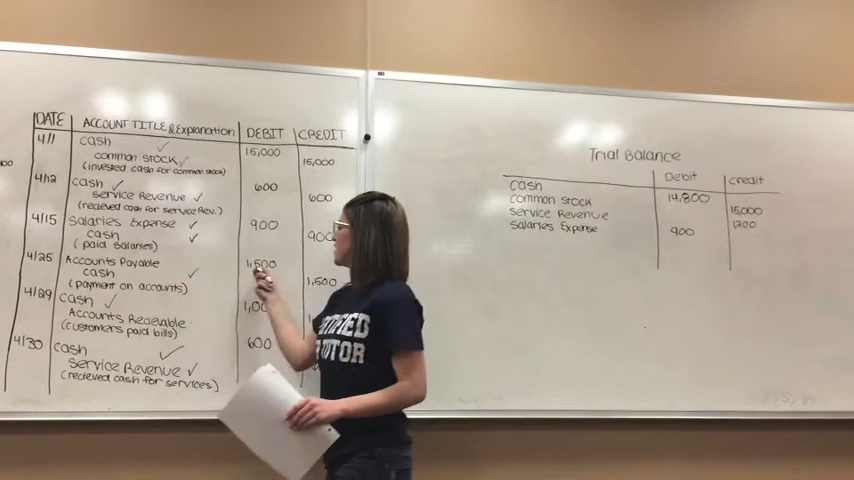 DATE ACCOUNT TITLE & Explanation DEBIT CREDIT
4/1 cash 15,000
common stock 15,000
(invested cash for common stock)
4/12 cash 600
Service Revenue 600
(recieved cash for service Rev.)
4/15 Salaries Expense 900
cash 900
(paid salaries)
4/25 Accounts Payable 1,500
cash 1,500
(payment on accounts)
4/29 cash 1,00
Accounts Receivable
(customers paid bills)
4/30 cash 600
Service Revenue
(recieved cash for services)
Trial Balance
Debit credit
Cash 14,800
Common Stock 15,000
Service Revenue 1200
Salaries Expense 900
TUTOR